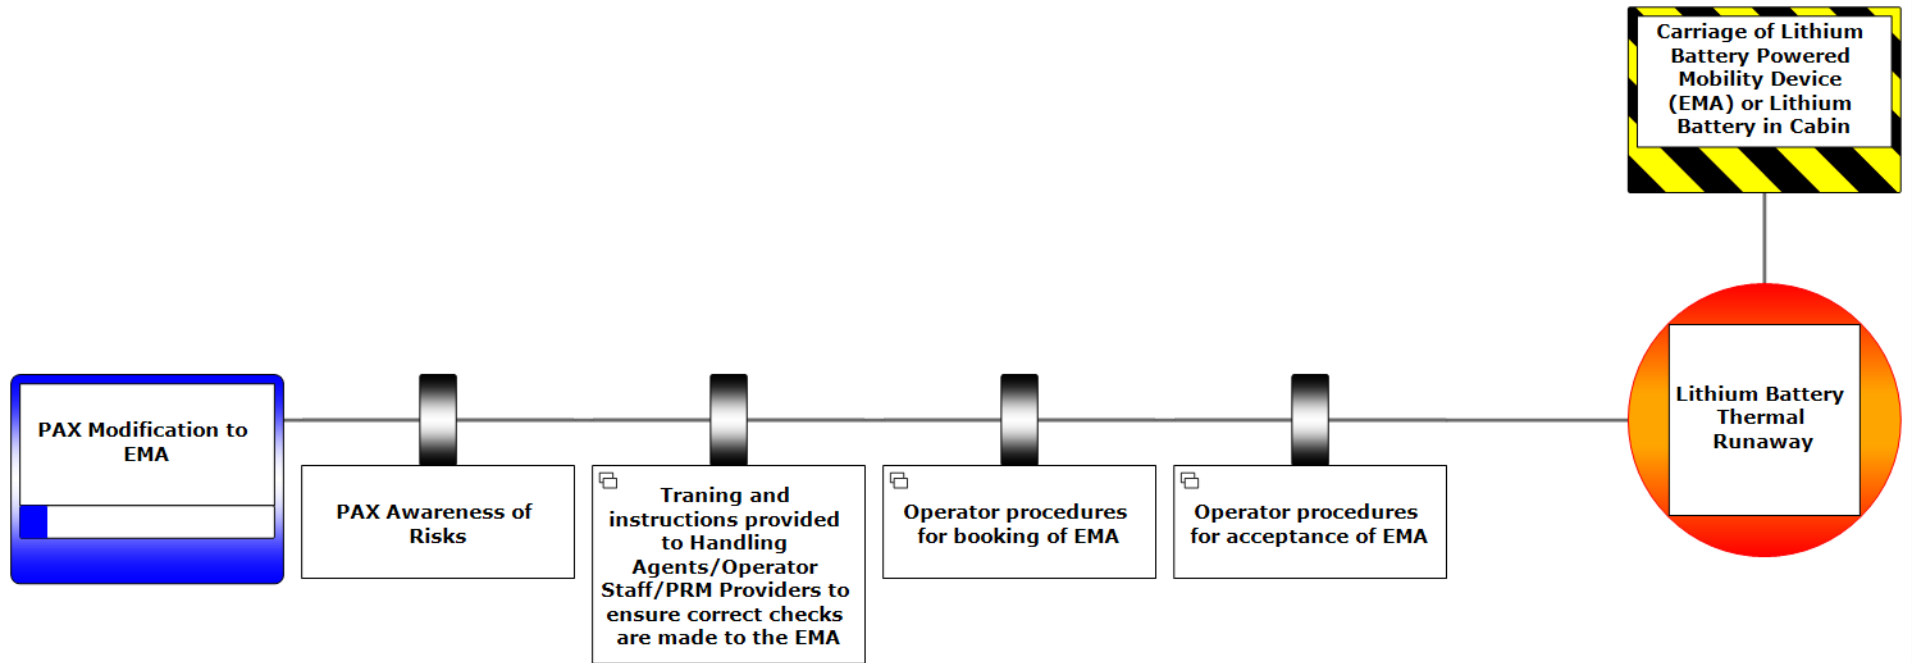 Carriage of Lithium
Battery Powered
Mobility Device
(EMA) or Lithium
Battery in Cabin
PAX Modification to
EMA
PAX Awareness of
Risks
Traning and
instructions provided
to Handling
Agents/Operator
Staff/PRM Providers to
ensure correct checks
are made to the EMA
Operator procedures
for booking of EMA
Operator procedures
for acceptance of EMA
Lithium Battery
Thermal
Runaway